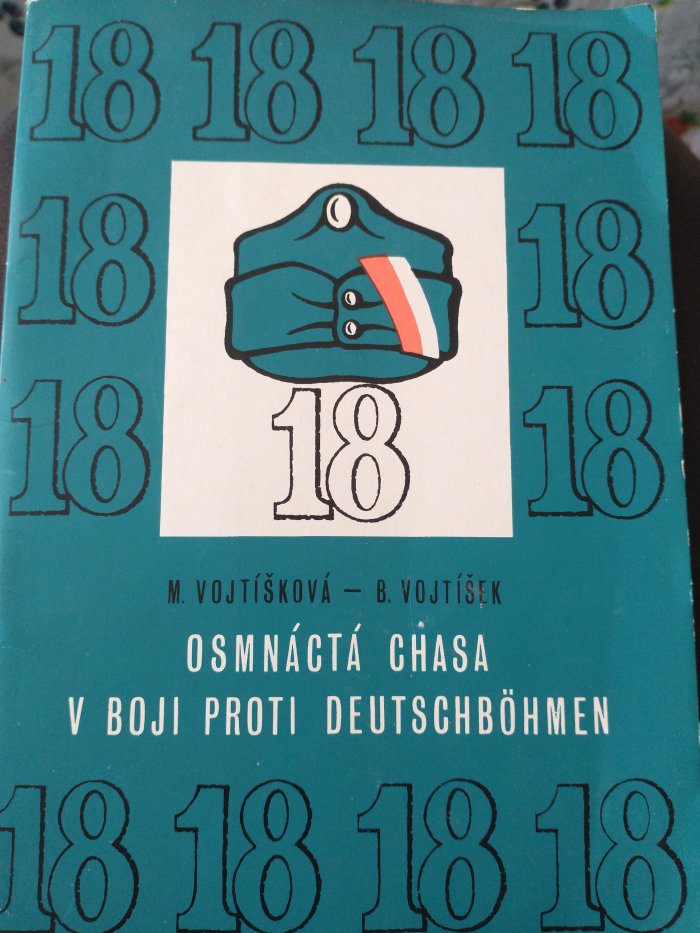 18 18 18 18
18 18
18
18 18
M. VOJTÍŠKOVÁ – B. VOJTÍŠEK
OSMNÁCTÁ CHASA
V BOJI PROTI DEUTSCHBÖHMEN
18 18 18 18